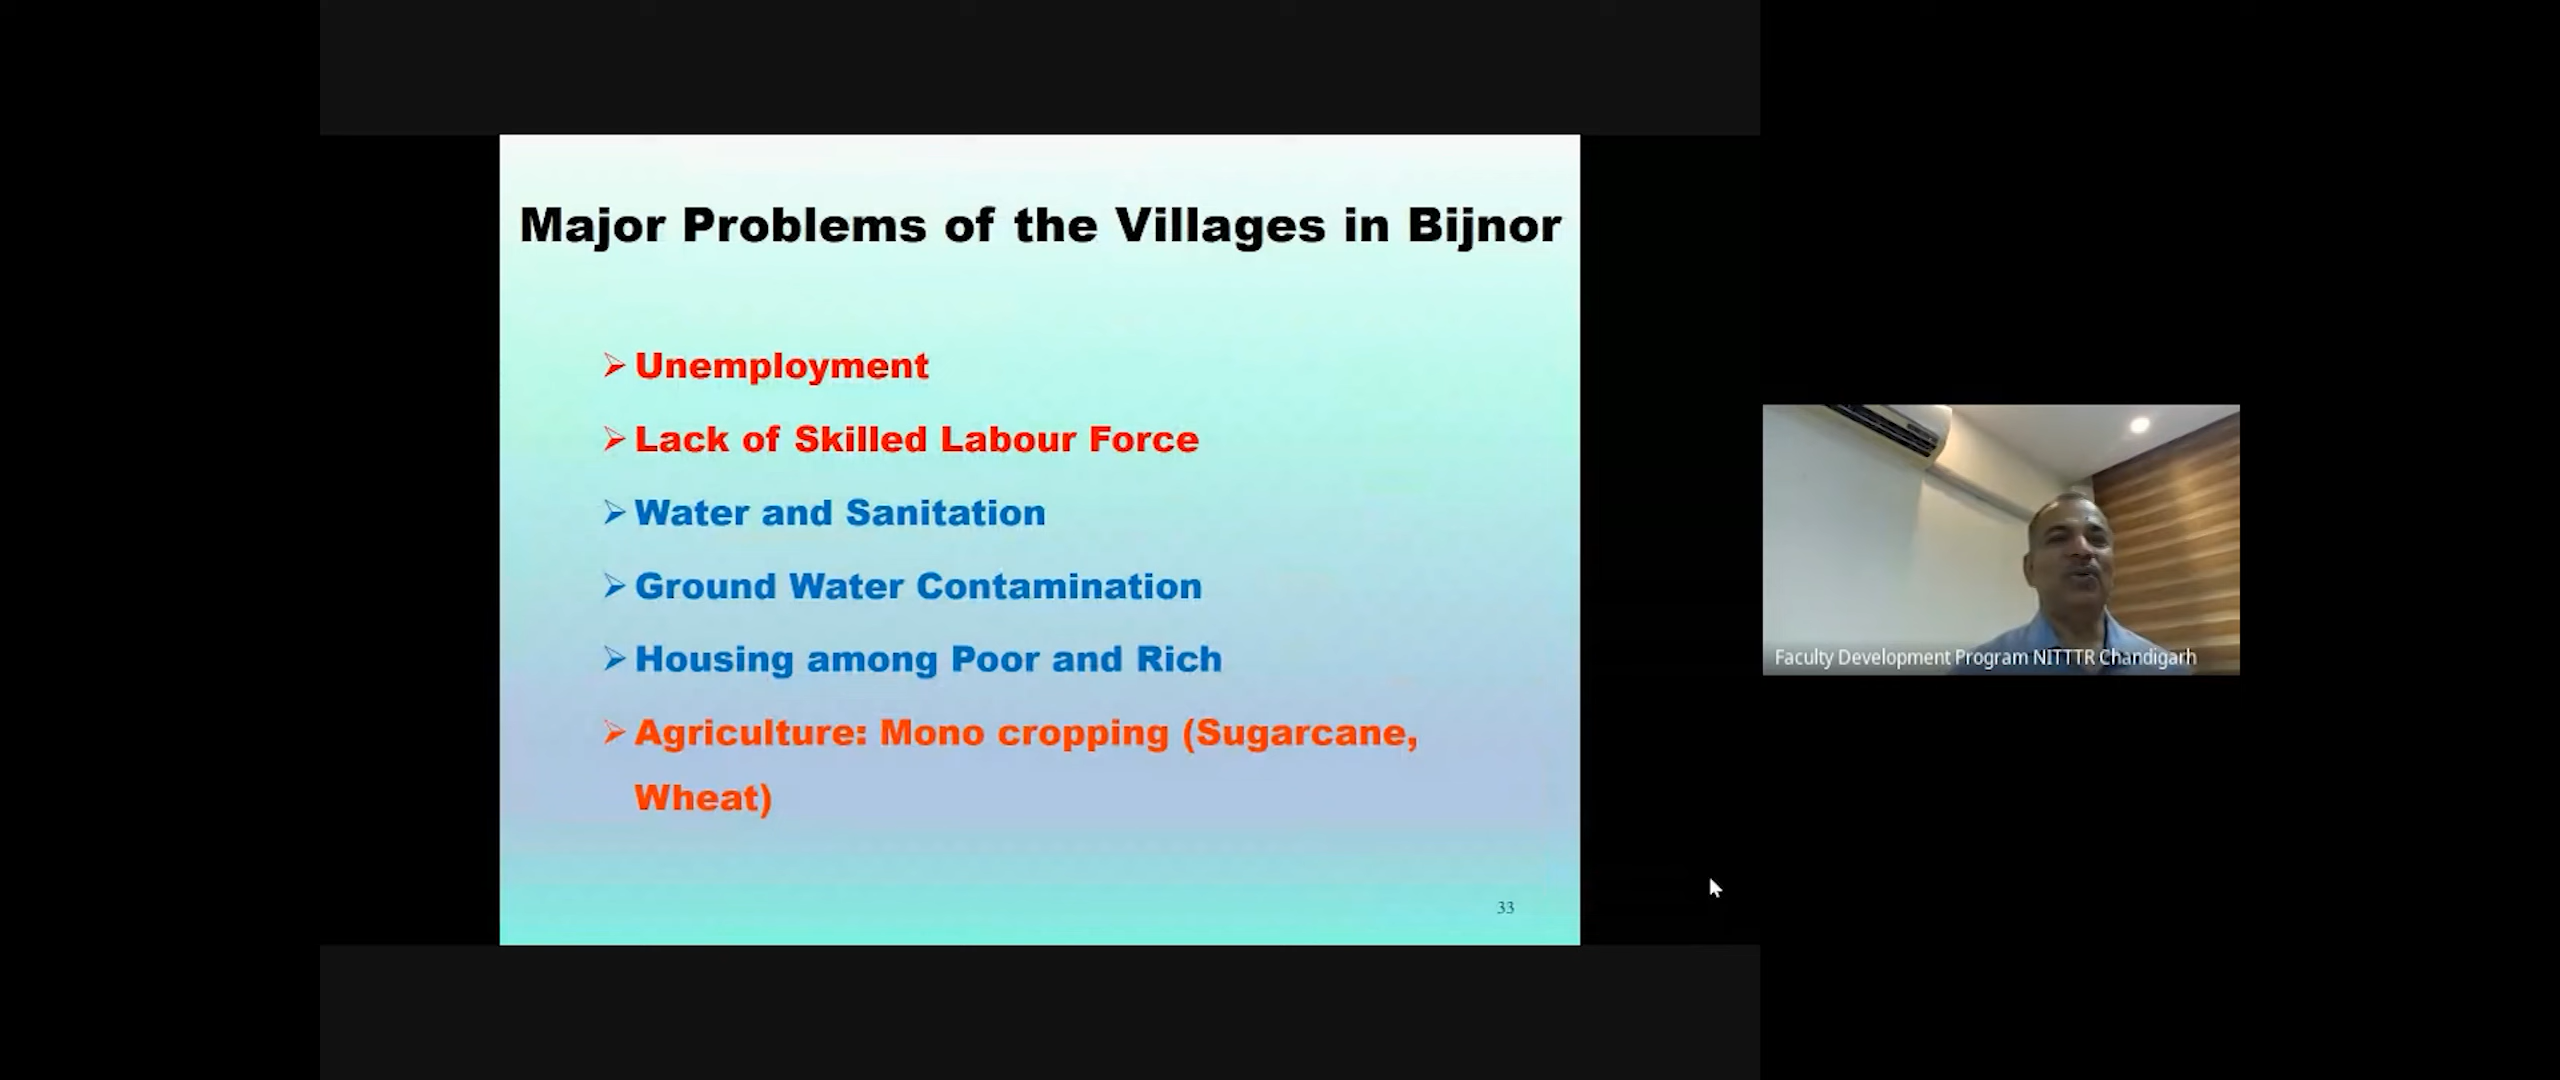 Major Problems of the Villages in Bijnor
➢ Unemployment
➢ Lack of Skilled Labour Force
➢ Water and Sanitation
➢ Ground Water Contamination
➢ Housing among Poor and Rich
➢ Agriculture: Mono cropping (Sugarcane,
Wheat)
33
Faculty Development Program NITTTR Chandigarh